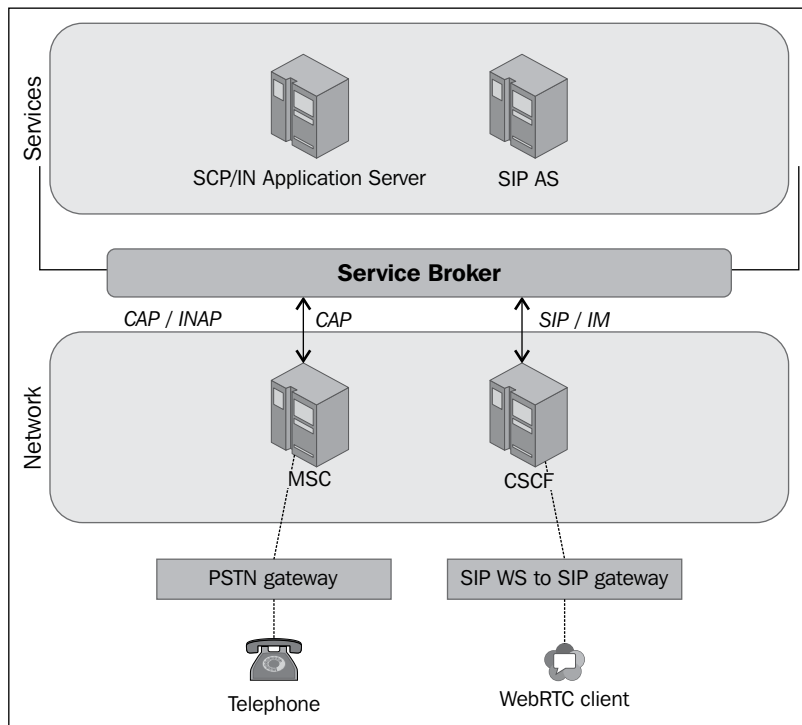 Services
SCP/IN Application Server
SIP AS
Service Broker
CAP / INAP
CAP
SIP / IM
Network
MSC
CSCF
PSTN gateway
SIP WS to SIP gateway
Telephone
WebRTC client